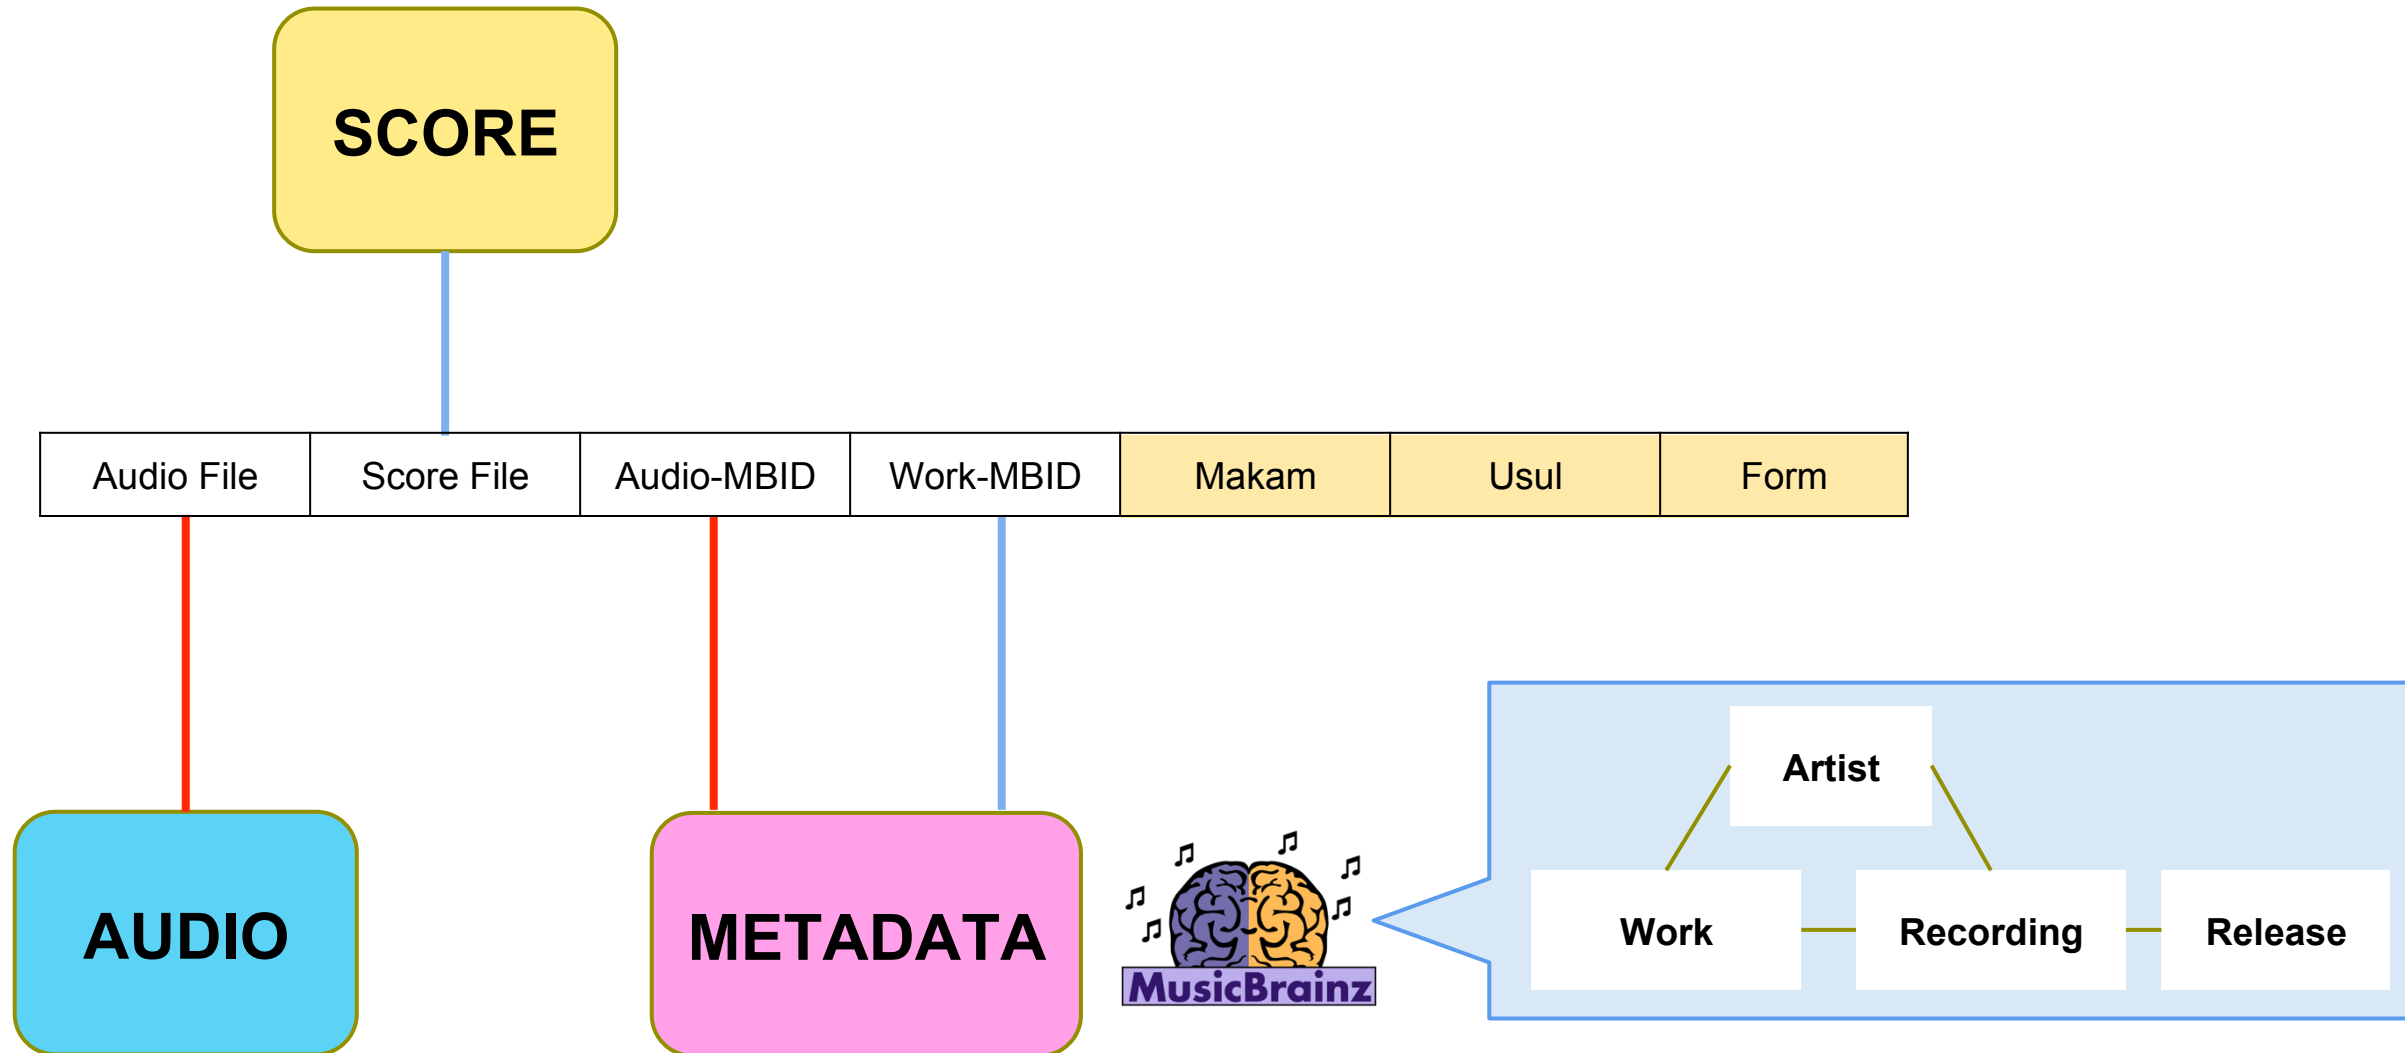 SCORE
Audio File Score File Audio-MBID Work-MBID Makam Usul Form
Artist
Work Recording Release
AUDIO
METADATA
MusicBrainz